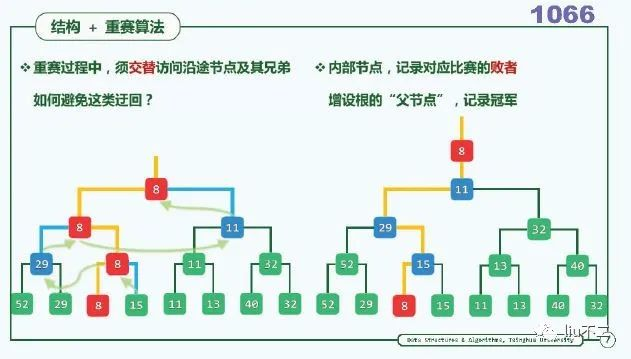 1066
结构 + 重赛算法
❖ 重赛过程中，须交替访问沿途节点及其兄弟
如何避免这类迂回？
❖ 内部节点，记录对应比赛的败者
增设根的“父节点”，记录冠军
8
8 11
29 8 11 32
52 29 8 15 11 13 40 32
8
11
29 32
52 15 13 40
52 29 8 15 11 13 40 32
Data Structures & Algorithms, Tsinghua University
7